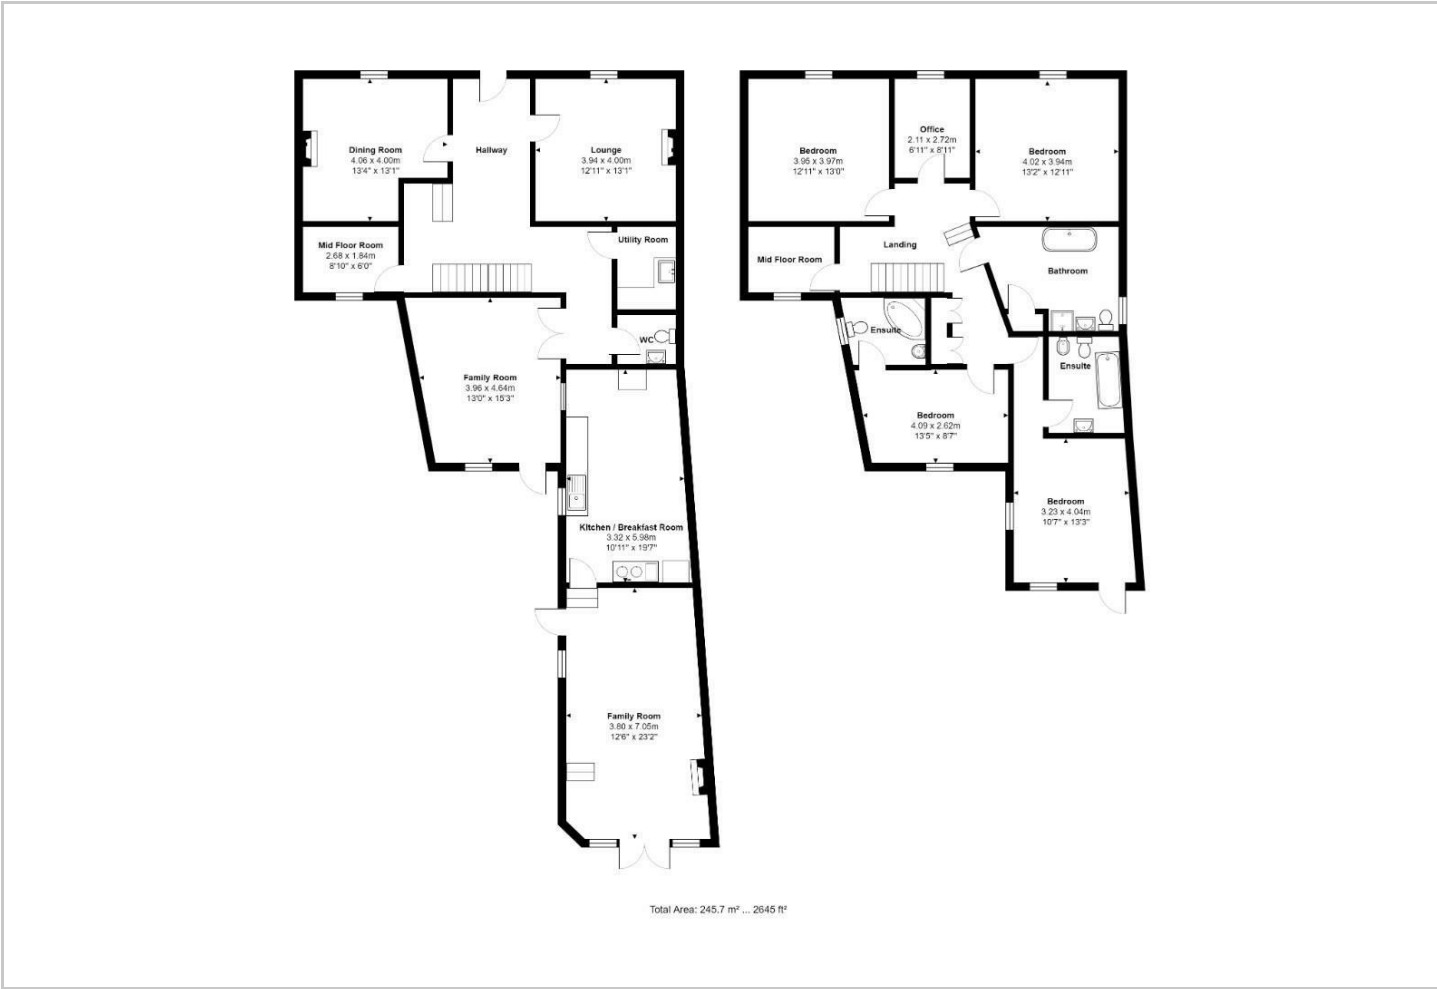 Dining Room
4.06 x 4.00m
13'4" x 13'1"
Hallway
Lounge
3.94 x 4.00m
12'11" x 13'1"
Mid Floor Room
2.68 x 1.84m
8'10" x 6'0"
Utility Room
WC
Family Room
3.96 x 4.64m
13'0" x 15'3"
Kitchen / Breakfast Room
3.32 x 5.98m
10'11" x 19'7"
Family Room
3.80 x 7.05m
12'6" x 23'2"
Bedroom
3.95 x 3.97m
12'11" x 13'0"
Office
2.11 x 2.72m
6'11" x 8'11"
Bedroom
4.02 x 3.94m
13'2" x 12'11"
Mid Floor Room
Landing
Bathroom
Ensuite
Ensuite
Bedroom
4.09 x 2.62m
13'5" x 8'7"
Bedroom
3.23 x 4.04m
10'7" x 13'3"
Total Area: 245.7 m² ... 2645 ft²